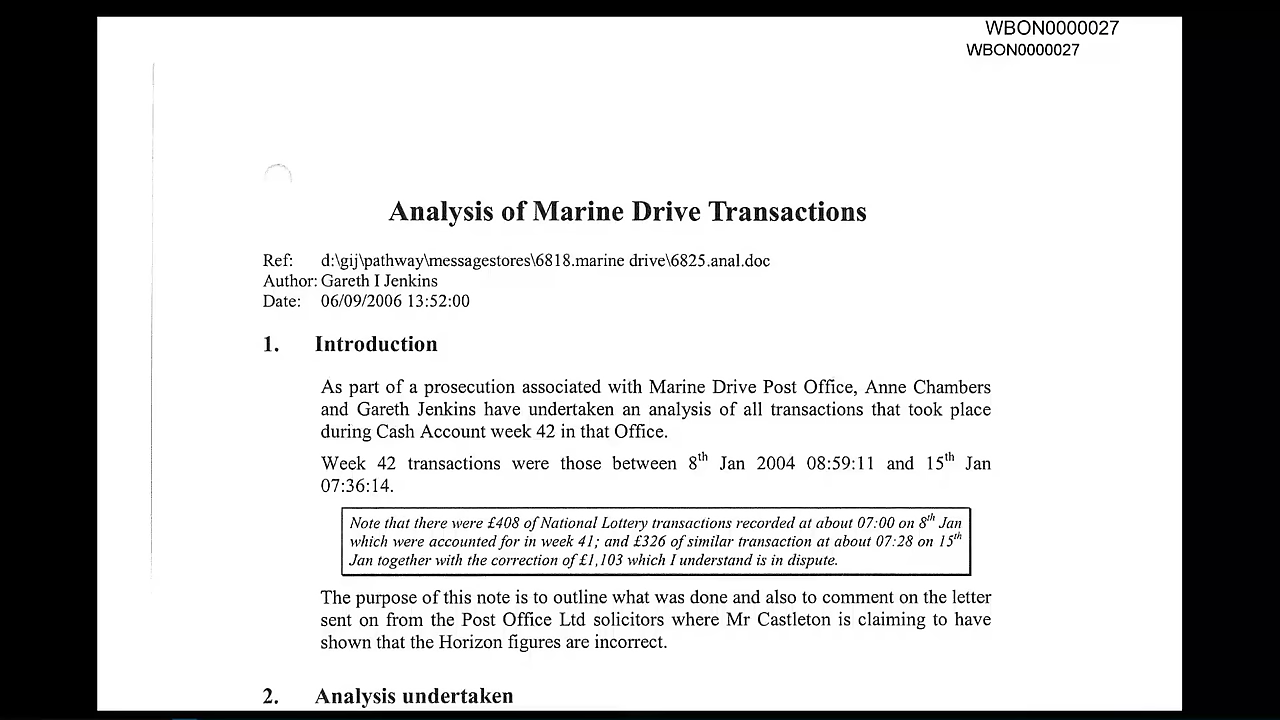 WBON0000027
WBON0000027
Analysis of Marine Drive Transactions
Ref: d:\gij\pathway\messagestores\6818.marine drive\6825.anal.doc
Author: Gareth I Jenkins
Date: 06/09/2006 13:52:00
1. Introduction
As part of a prosecution associated with Marine Drive Post Office, Anne Chambers
and Gareth Jenkins have undertaken an analysis of all transactions that took place
during Cash Account week 42 in that Office.
Week 42 transactions were those between 8th Jan 2004 08:59:11 and 15th Jan
07:36:14.
Note that there were £408 of National Lottery transactions recorded at about 07:00 on 8th Jan
which were accounted for in week 41; and £326 of similar transaction at about 07:28 on 15th
Jan together with the correction of £1,103 which I understand is in dispute.
The purpose of this note is to outline what was done and also to comment on the letter
sent on from the Post Office Ltd solicitors where Mr Castleton is claiming to have
shown that the Horizon figures are incorrect.
2. Analysis undertaken